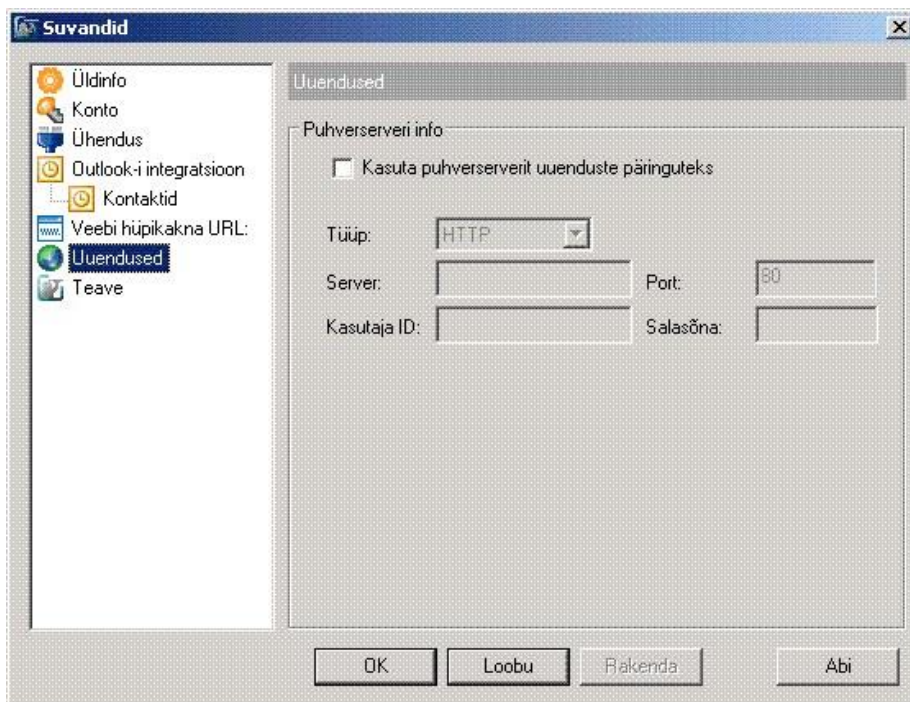 Suvandid
Üldinfo
Konto
Ühendus
Outlook-i integratsioon
Kontaktid
Veebi hüpikakna URL:
Uuendused
Teave
Uuendused
Puhverserveri info
Kasuta puhverserverit uuenduste päringuteks
Tüüp: HTTP
Server: Port: 80
Kasutaja ID: Salasõna:
OK Loobu Rakenda Abi